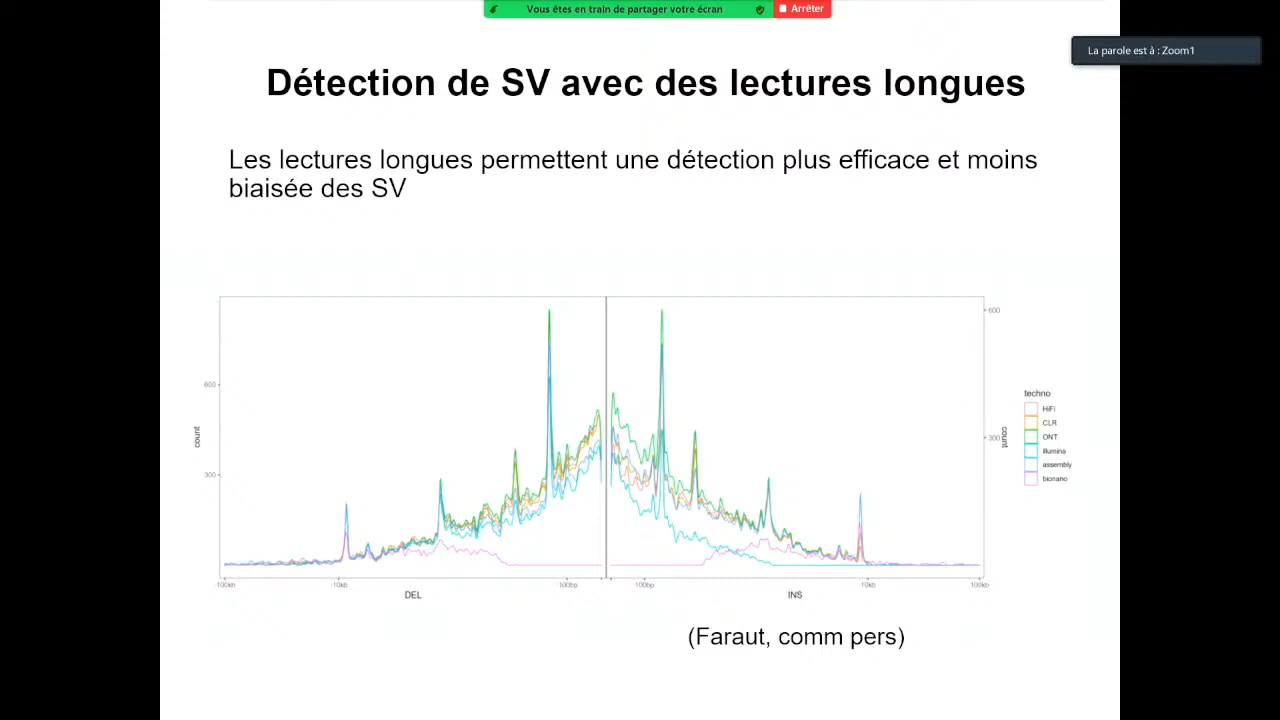 Vous êtes en train de partager votre écran
Arrêter
La parole est à : Zoom1
Détection de SV avec des lectures longues
Les lectures longues permettent une détection plus efficace et moins
biaisée des SV
600
300
count
-100kb
-10kb
-100bp
DEL
100bp
10kb
100kb
INS
600
300
count
techno
HiFi
CLR
ONT
illumina
assembly
bionano
(Faraut, comm pers)